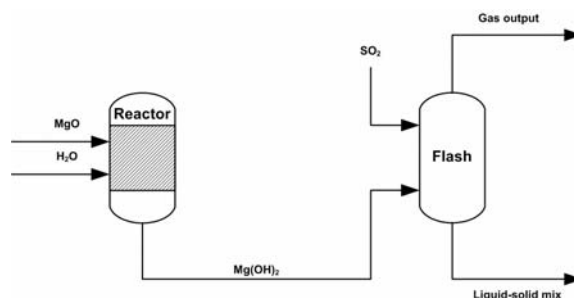 Gas output
SO₂
Reactor
MgO
Flash
H₂O
Mg(OH)₂
Liquid-solid mix